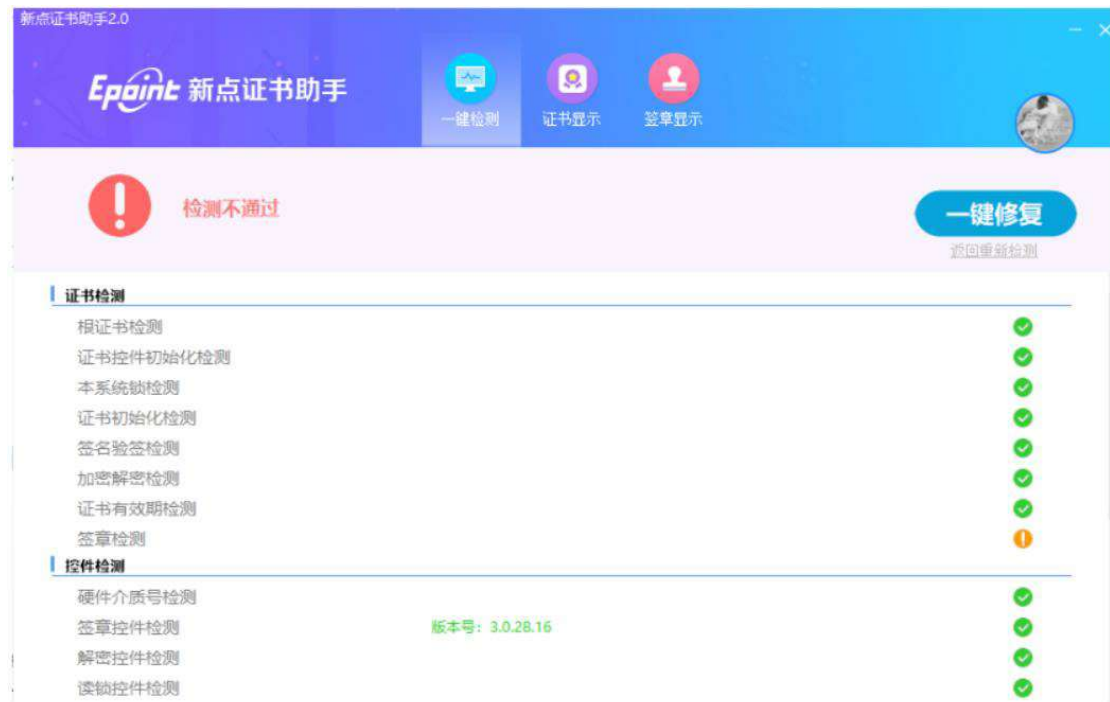 新点证书助手2.0
Epoint 新点证书助手
一键检测 证书显示 签章显示
检测不通过
一键修复
返回重新检测
证书检测
根证书检测
证书控件初始化检测
本系统锁检测
证书初始化检测
签名验签检测
加密解密检测
证书有效期检测
签章检测
控件检测
硬件介质号检测
签章控件检测 版本号：3.0.28.16
解密控件检测
读锁控件检测